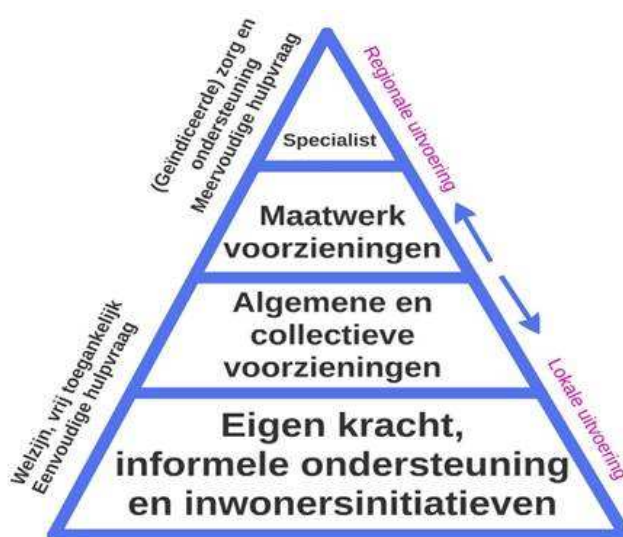 (Geïndiceerde) zorg en
ondersteuning
Meervoudige hulpvraag
Regionale uitvoering
Specialist
Maatwerk
voorzieningen
Algemene en
collectieve
voorzieningen
Welzijn, vrij toegankelijk
Eenvoudige hulpvraag
Lokale uitvoering
Eigen kracht,
informele ondersteuning
en inwonersinitiatieven